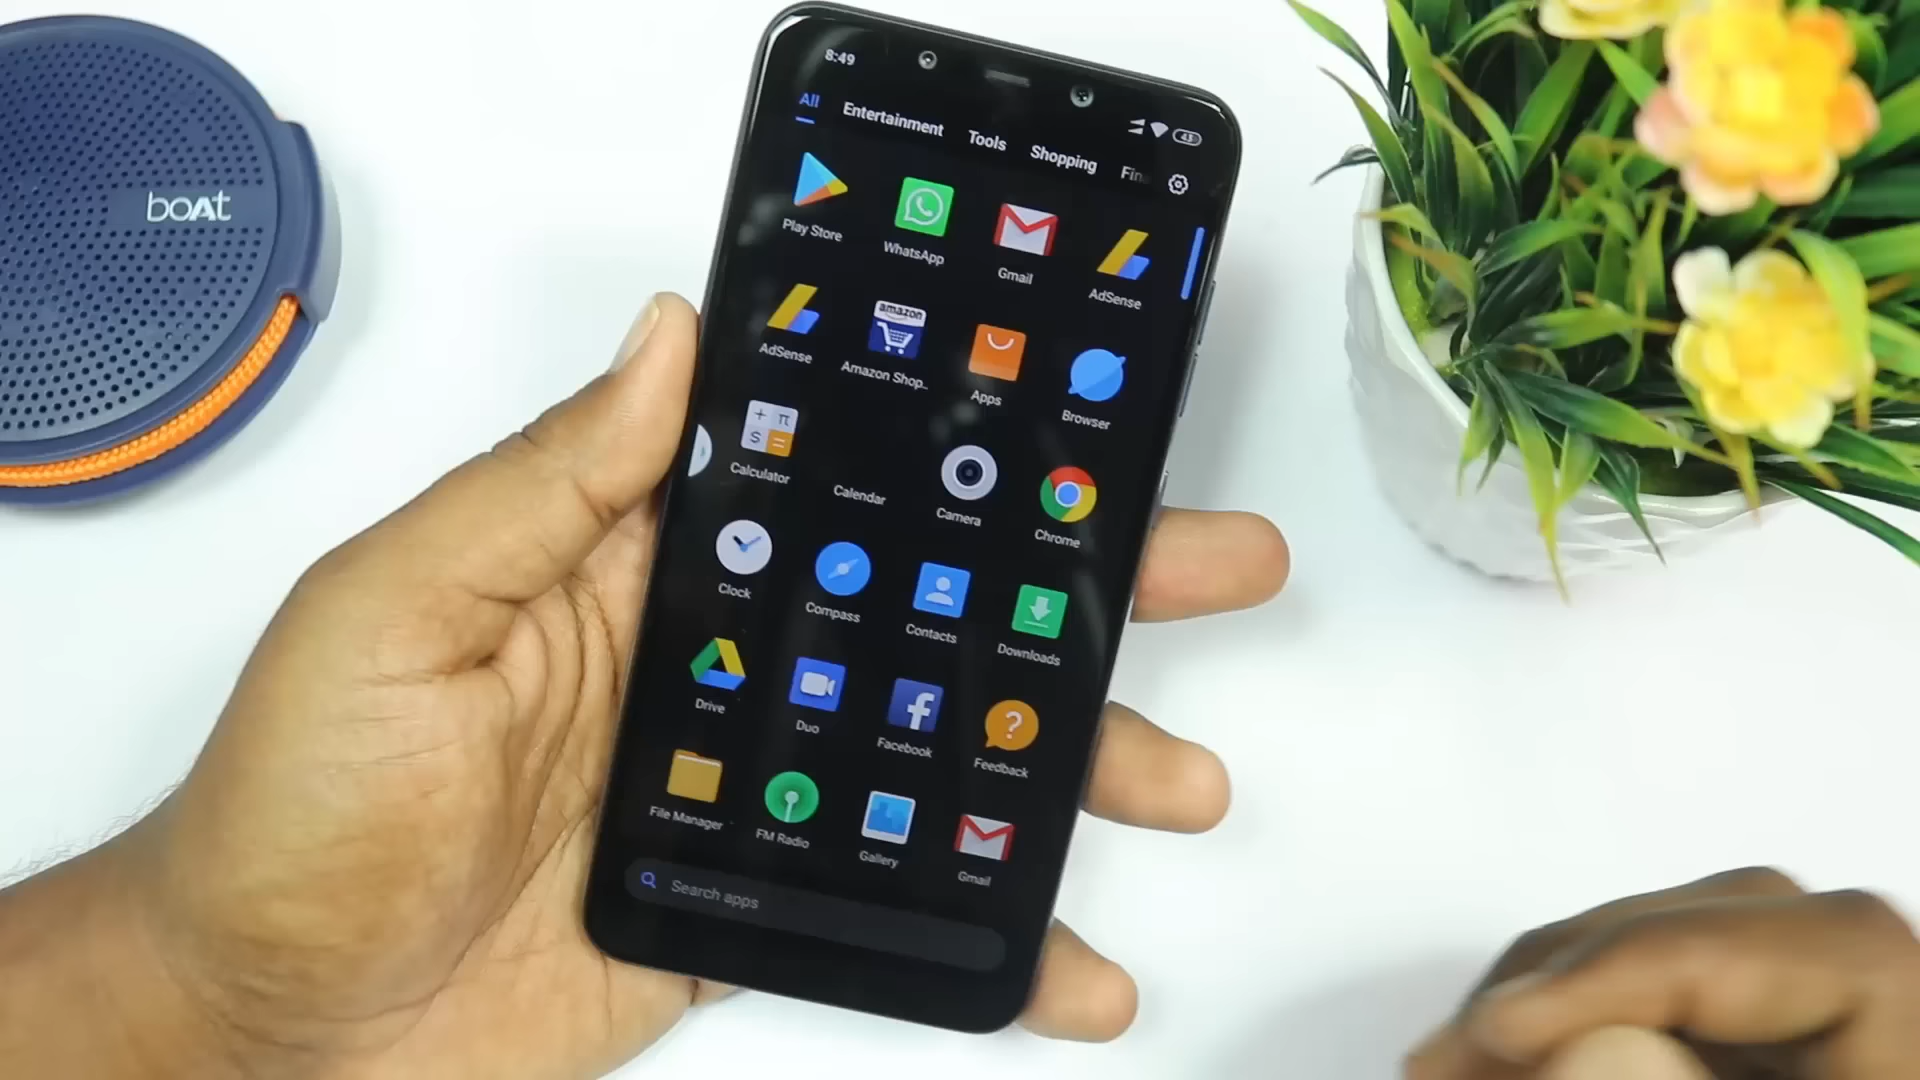 boAt
8:49
43
All Entertainment Tools Shopping Fin
Play Store WhatsApp Gmail AdSense
amazon
AdSense Amazon Shop.. Apps Browser
Calculator Calendar Camera Chrome
Clock Compass Contacts Downloads
Drive Duo Facebook Feedback
File Manager FM Radio Gallery Gmail
Search apps